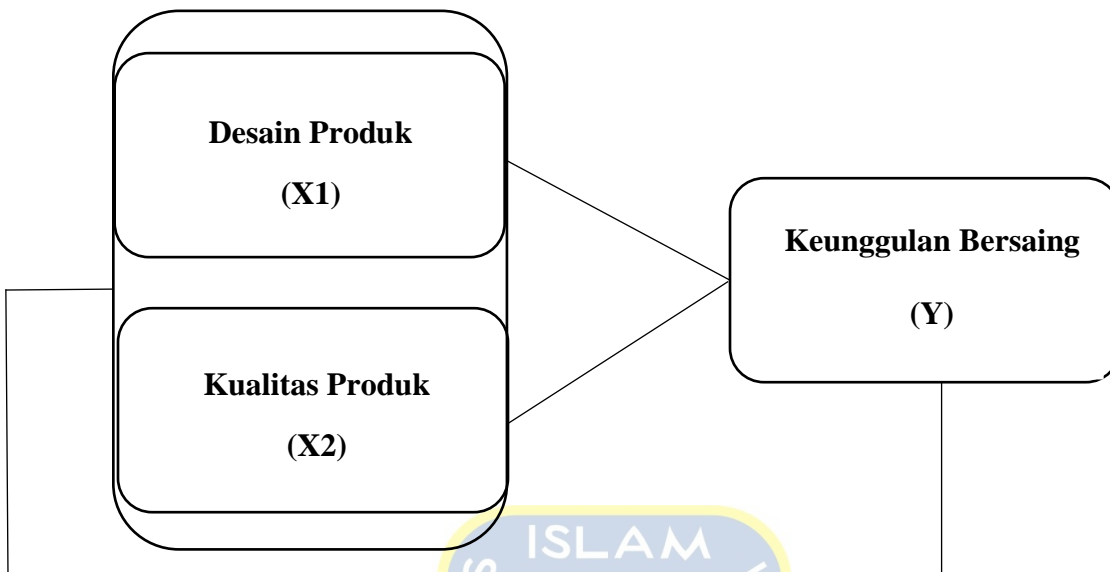 Desain Produk
(X1)
Keunggulan Bersaing
(Y)
Kualitas Produk
(X2)
ISLAM
S